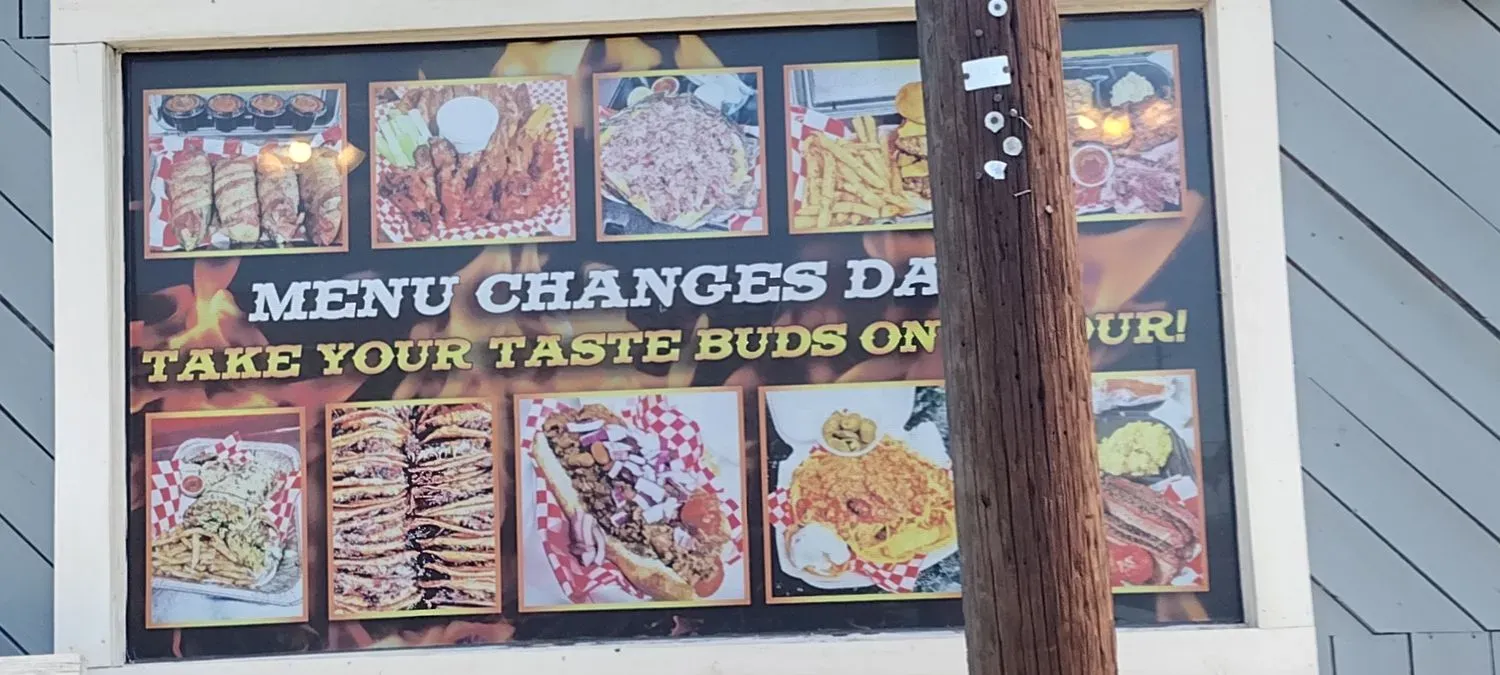 MENU CHANGES DA
TAKE YOUR TASTE BUDS ON OUR!